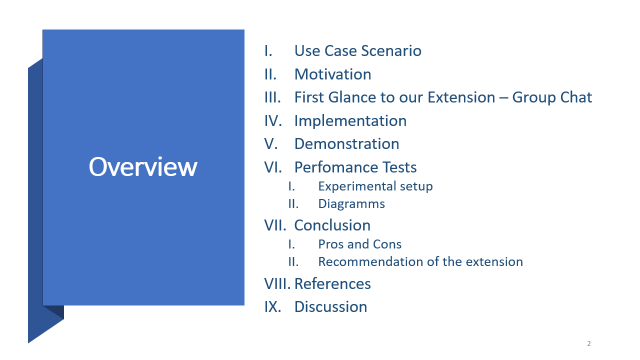 Overview
I. Use Case Scenario
II. Motivation
III. First Glance to our Extension – Group Chat
IV. Implementation
V. Demonstration
VI. Perfomance Tests
I. Experimental setup
II. Diagramms
VII. Conclusion
I. Pros and Cons
II. Recommendation of the extension
VIII. References
IX. Discussion
2